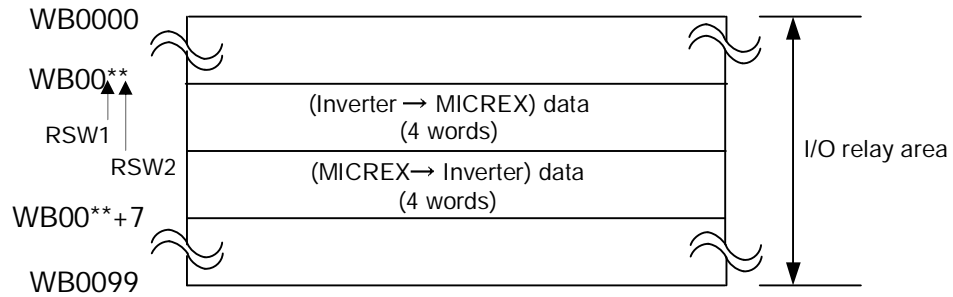 WB0000
WB00**
(Inverter → MICREX) data
(4 words)
RSW1
I/O relay area
RSW2
(MICREX→ Inverter) data
(4 words)
WB00**+7
WB0099